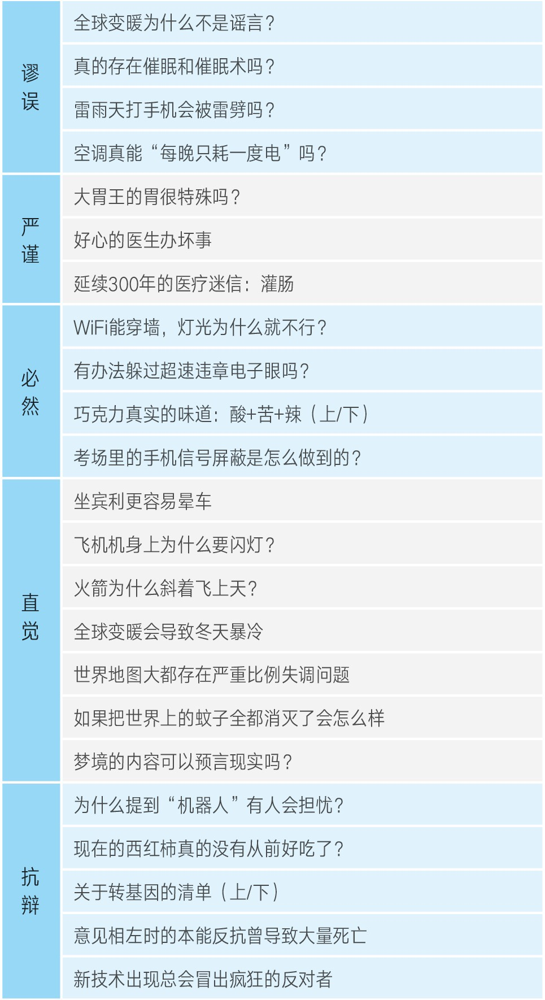 谬误
全球变暖为什么不是谣言？
真的存在催眠和催眠术吗？
雷雨天打手机会被雷劈吗？
空调真能“每晚只耗一度电”吗？
严谨
大胃王的胃很特殊吗？
好心的医生办坏事
延续300年的医疗迷信：灌肠
必然
WiFi能穿墙，灯光为什么就不行？
有办法躲过超速违章电子眼吗？
巧克力真实的味道：酸+苦+辣（上/下）
考场里的手机信号屏蔽是怎么做到的？
直觉
坐宾利更容易晕车
飞机机身上为什么要闪灯？
火箭为什么斜着飞上天？
全球变暖会导致冬天暴冷
世界地图大都存在严重比例失调问题
如果把世界上的蚊子全都消灭了会怎么样
梦境的内容可以预言现实吗？
抗辩
为什么提到“机器人”有人会担忧？
现在的西红柿真的没有从前好吃了？
关于转基因的清单（上/下）
意见相左时的本能反抗曾导致大量死亡
新技术出现总会冒出疯狂的反对者